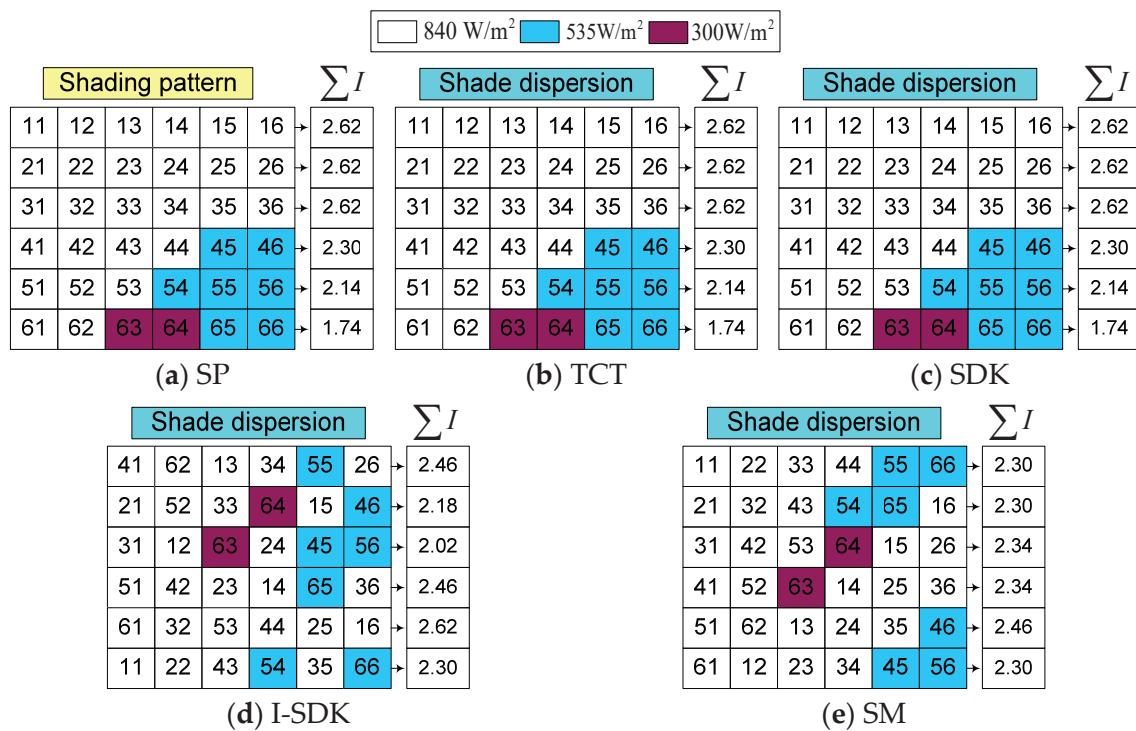 840 W/m² 535W/m² 300W/m²
Shading pattern ∑I Shade dispersion ∑I Shade dispersion ∑I
11 12 13 14 15 16 2.62 11 12 13 14 15 16 2.62 11 12 13 14 15 16 2.62
21 22 23 24 25 26 2.62 21 22 23 24 25 26 2.62 21 22 23 24 25 26 2.62
31 32 33 34 35 36 2.62 31 32 33 34 35 36 2.62 31 32 33 34 35 36 2.62
41 42 43 44 45 46 2.30 41 42 43 44 45 46 2.30 41 42 43 44 45 46 2.30
51 52 53 54 55 56 2.14 51 52 53 54 55 56 2.14 51 52 53 54 55 56 2.14
61 62 63 64 65 66 1.74 61 62 63 64 65 66 1.74 61 62 63 64 65 66 1.74
(a) SP (b) TCT (c) SDK
Shade dispersion ∑I Shade dispersion ∑I
41 62 13 34 55 26 2.46 11 22 33 44 55 66 2.30
21 52 33 64 15 46 2.18 21 32 43 54 65 16 2.30
31 12 63 24 45 56 2.02 31 42 53 64 15 26 2.34
51 42 23 14 65 36 2.46 41 52 63 14 25 36 2.34
61 32 53 44 25 16 2.62 51 62 13 24 35 46 2.46
11 22 43 54 35 66 2.30 61 12 23 34 45 56 2.30
(d) I-SDK (e) SM